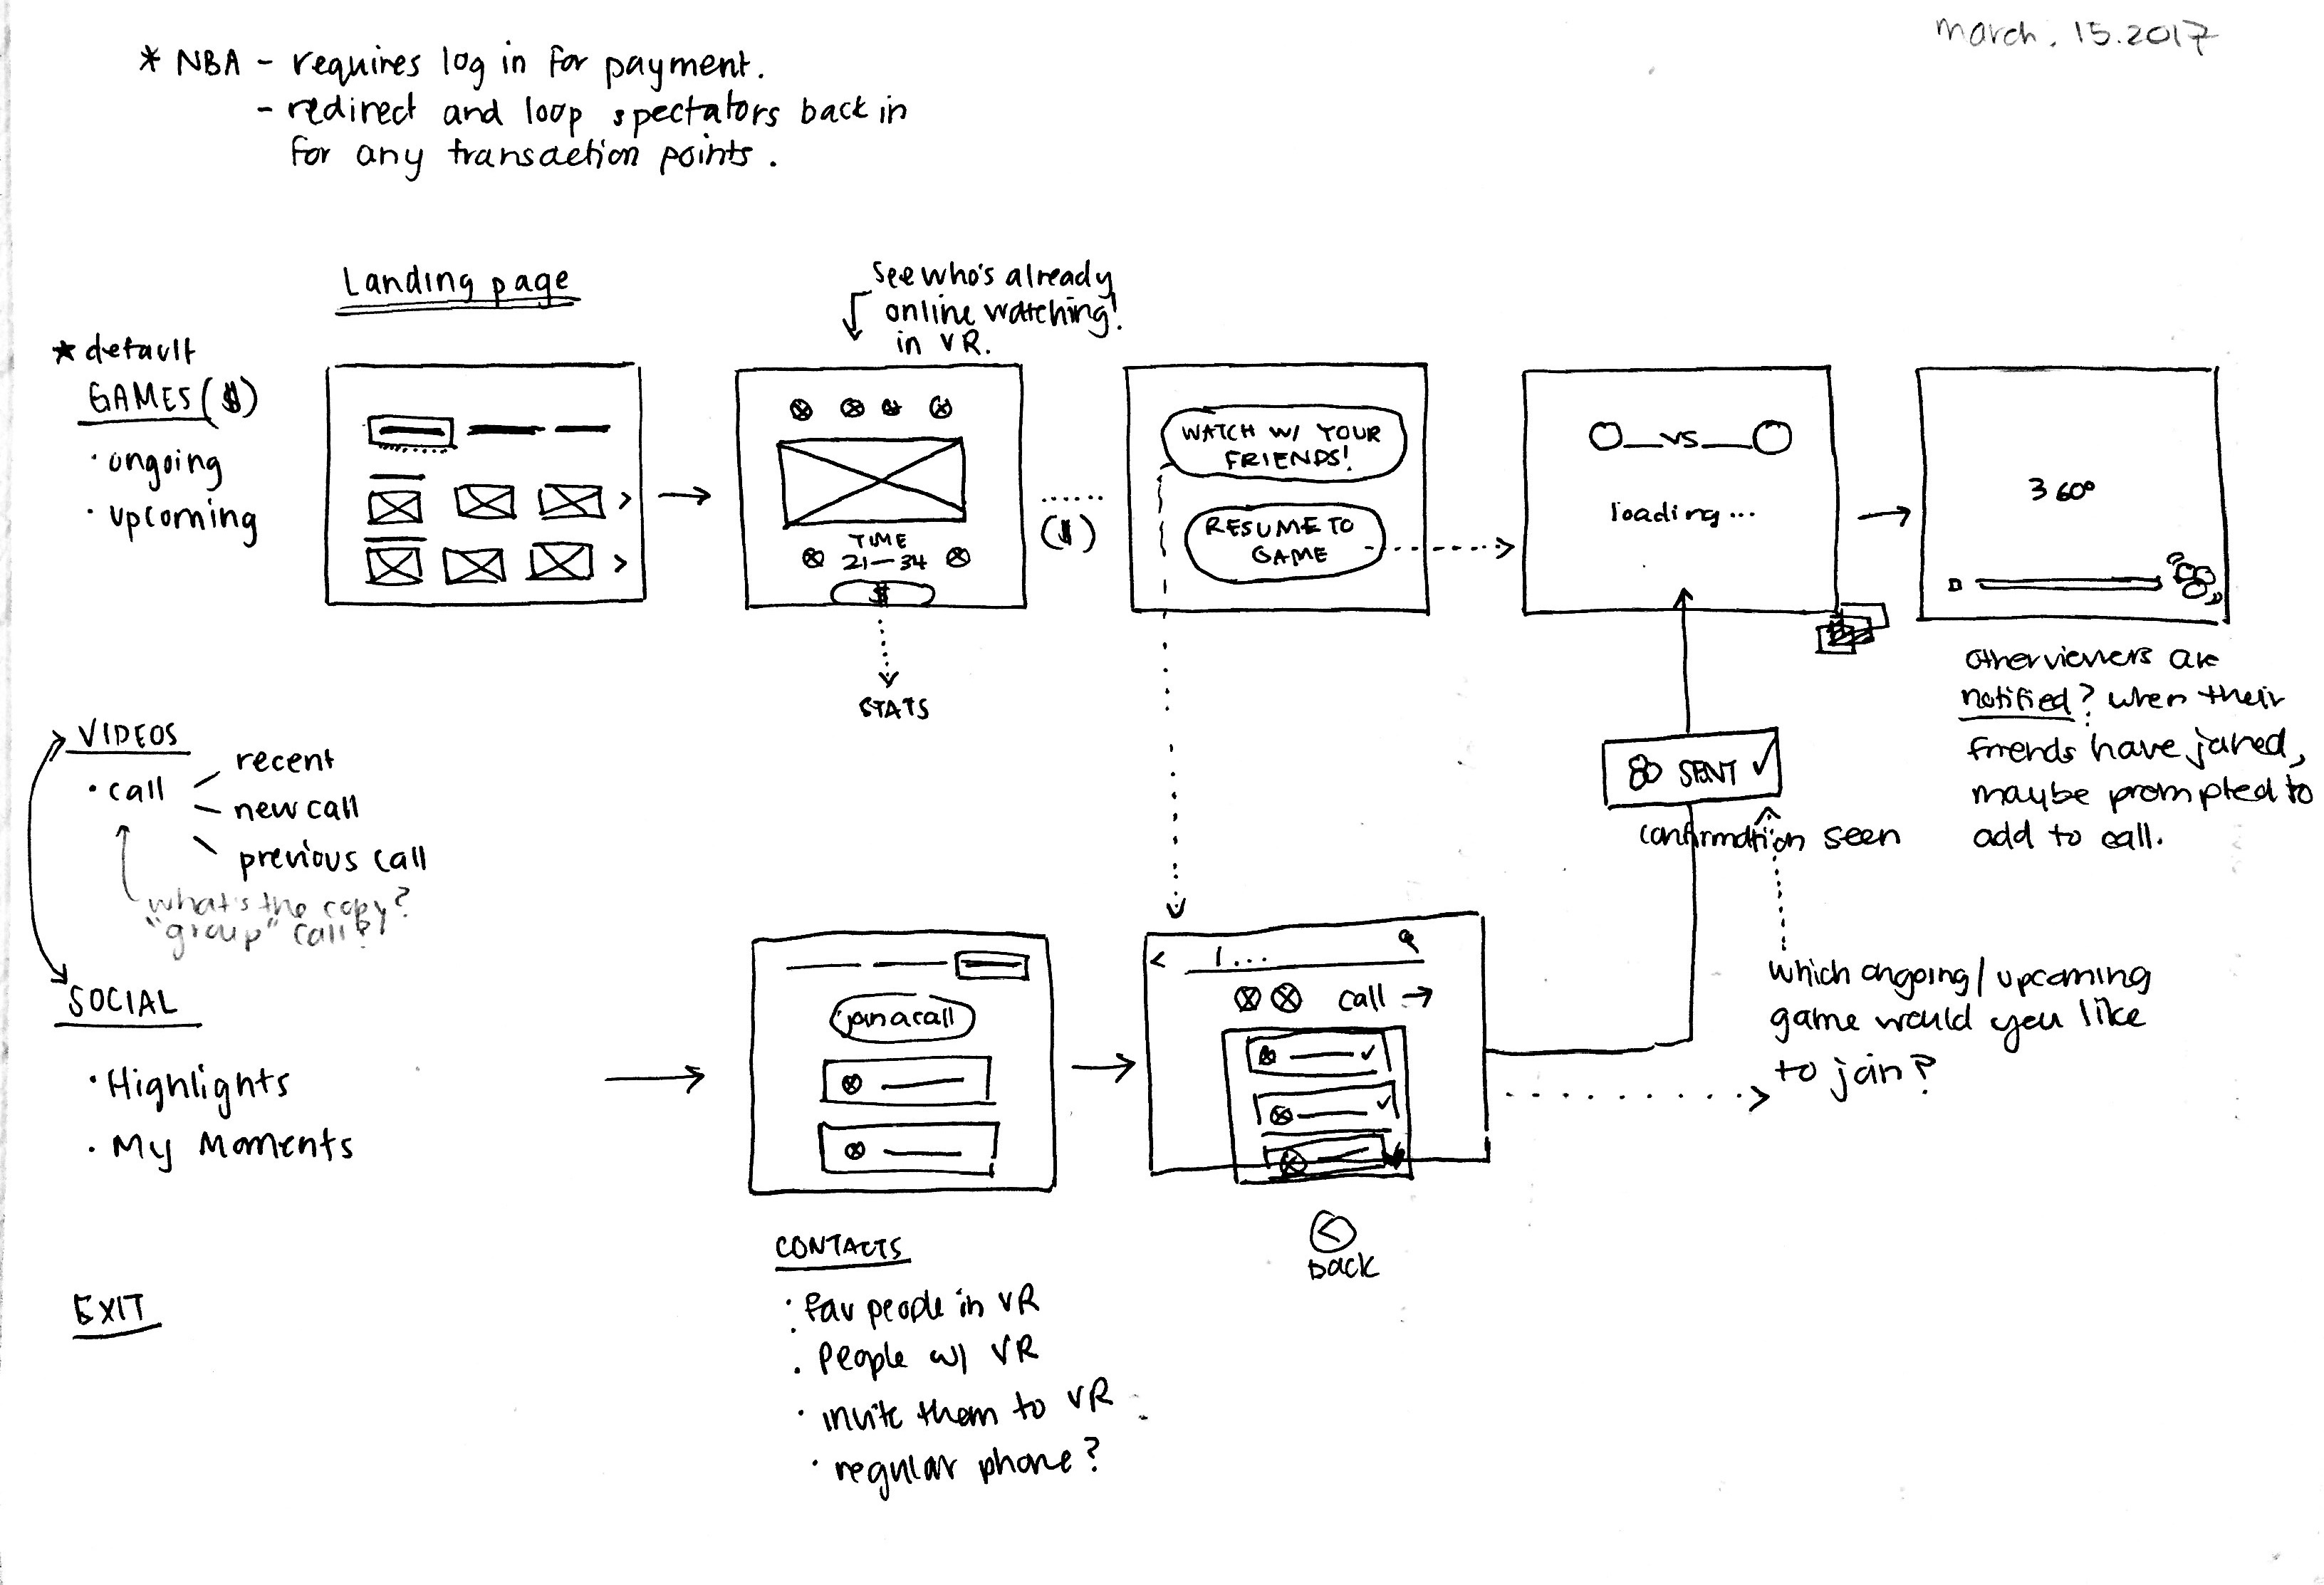 march. 15. 2017
* NBA - requires log in for payment.
- redirect and loop spectators back in
for any transaction points.
Landing page
See who's already
online watching!
in VR.
★ default
GAMES ($)
• ongoing
• upcoming
TIME
21 — 34
$
STATS
($)
WATCH W/ YOUR
FRIENDS!
RESUME TO
GAME
VS
loading...
360°
other viewers are
notified? when their
friends have joined,
maybe prompted to
add to call.
VIDEOS
• call
recent
new call
previous call
what's the copy?
"group" call?
SENT ✓
confirmation seen
SOCIAL
• Highlights
• My Moments
join a call
< I...
call →
which ongoing/upcoming
game would you like
to join?
<
back
EXIT
CONTACTS
• fav people in VR
• People w/ VR
• invite them to VR
• regular phone?